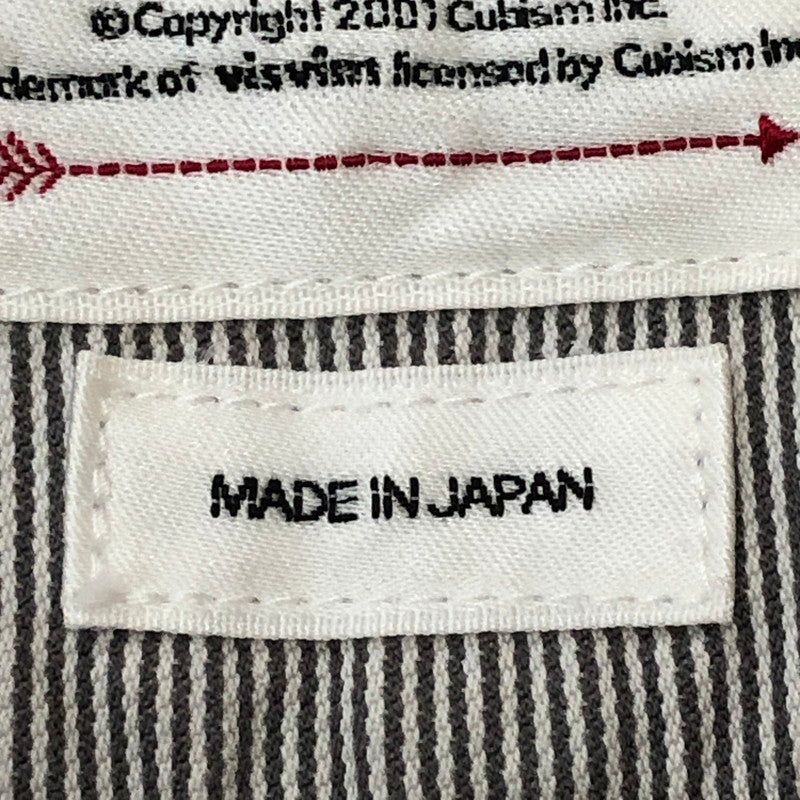 ©Copyright 2001 Cubism Inc.
demark of visvim licensed by Cubism Inc
MADE IN JAPAN